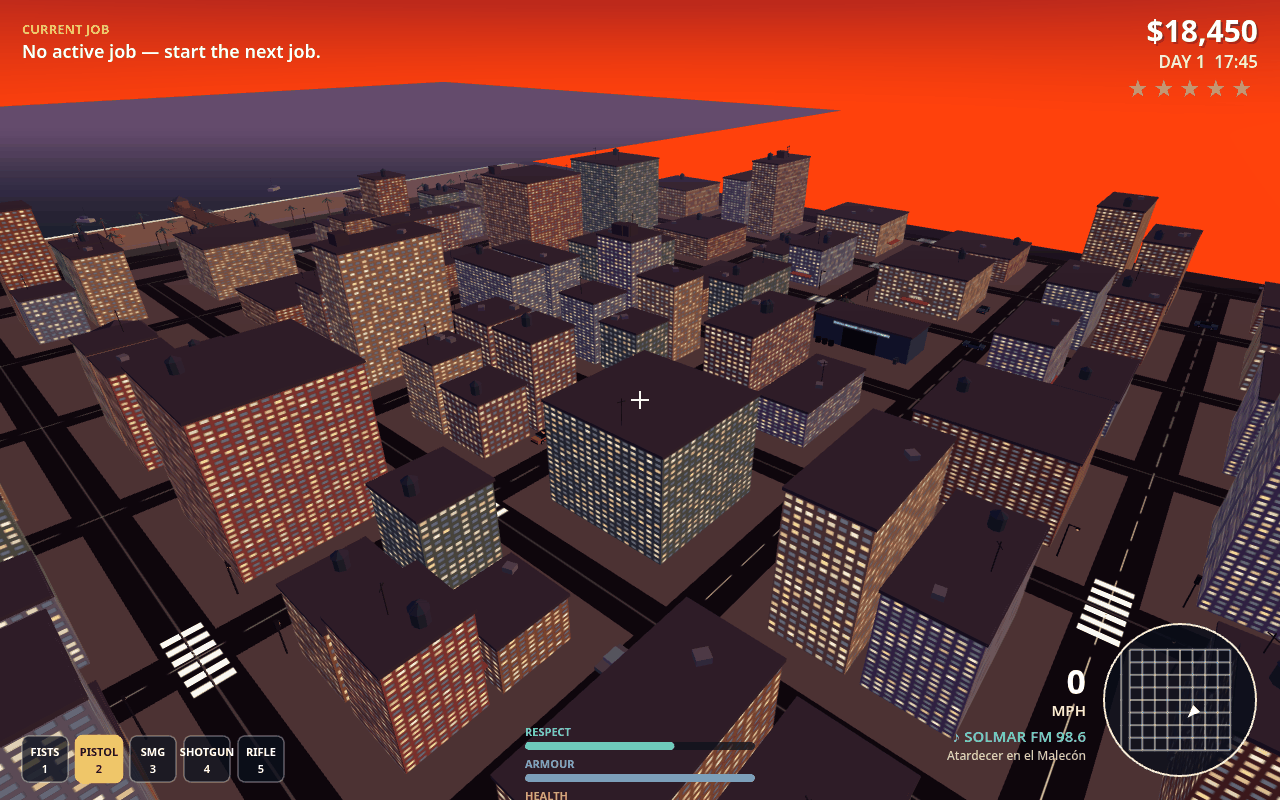 CURRENT JOB
No active job — start the next job.
$18,450
DAY 1 17:45
0
MPH
♪ SOLMAR FM 98.6
Atardecer en el Malecón
FISTS
1
PISTOL
2
SMG
3
SHOTGUN
4
RIFLE
5
RESPECT
ARMOUR
HEALTH